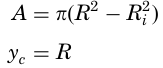 A = π(R² − Rᵢ²)
y_c = R